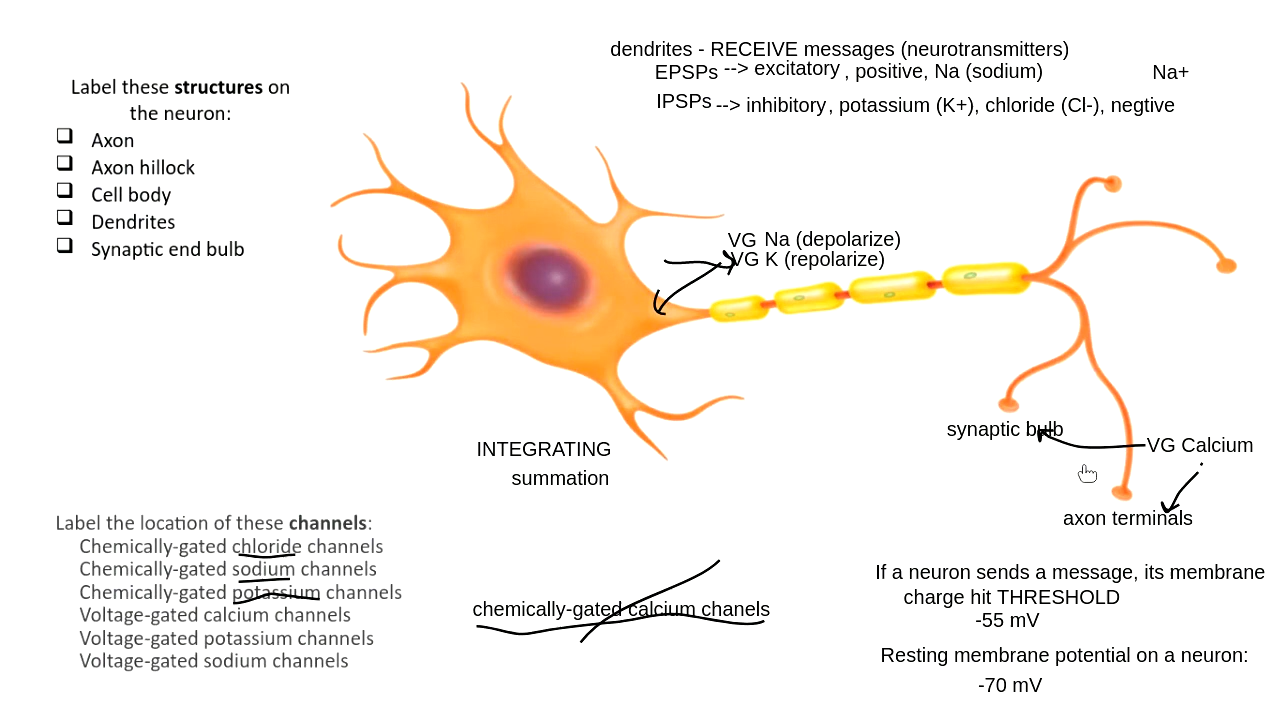 dendrites - RECEIVE messages (neurotransmitters)
EPSPs --> excitatory , positive, Na (sodium) Na+
IPSPs --> inhibitory , potassium (K+), chloride (Cl-), negtive
Label these structures on
the neuron:
❑ Axon
❑ Axon hillock
❑ Cell body
❑ Dendrites
❑ Synaptic end bulb
VG Na (depolarize)
VG K (repolarize)
synaptic bulb
VG Calcium
axon terminals
INTEGRATING
summation
Label the location of these channels:
Chemically-gated chloride channels
Chemically-gated sodium channels
Chemically-gated potassium channels
Voltage-gated calcium channels
Voltage-gated potassium channels
Voltage-gated sodium channels
chemically-gated calcium chanels
If a neuron sends a message, its membrane
charge hit THRESHOLD
-55 mV
Resting membrane potential on a neuron:
-70 mV